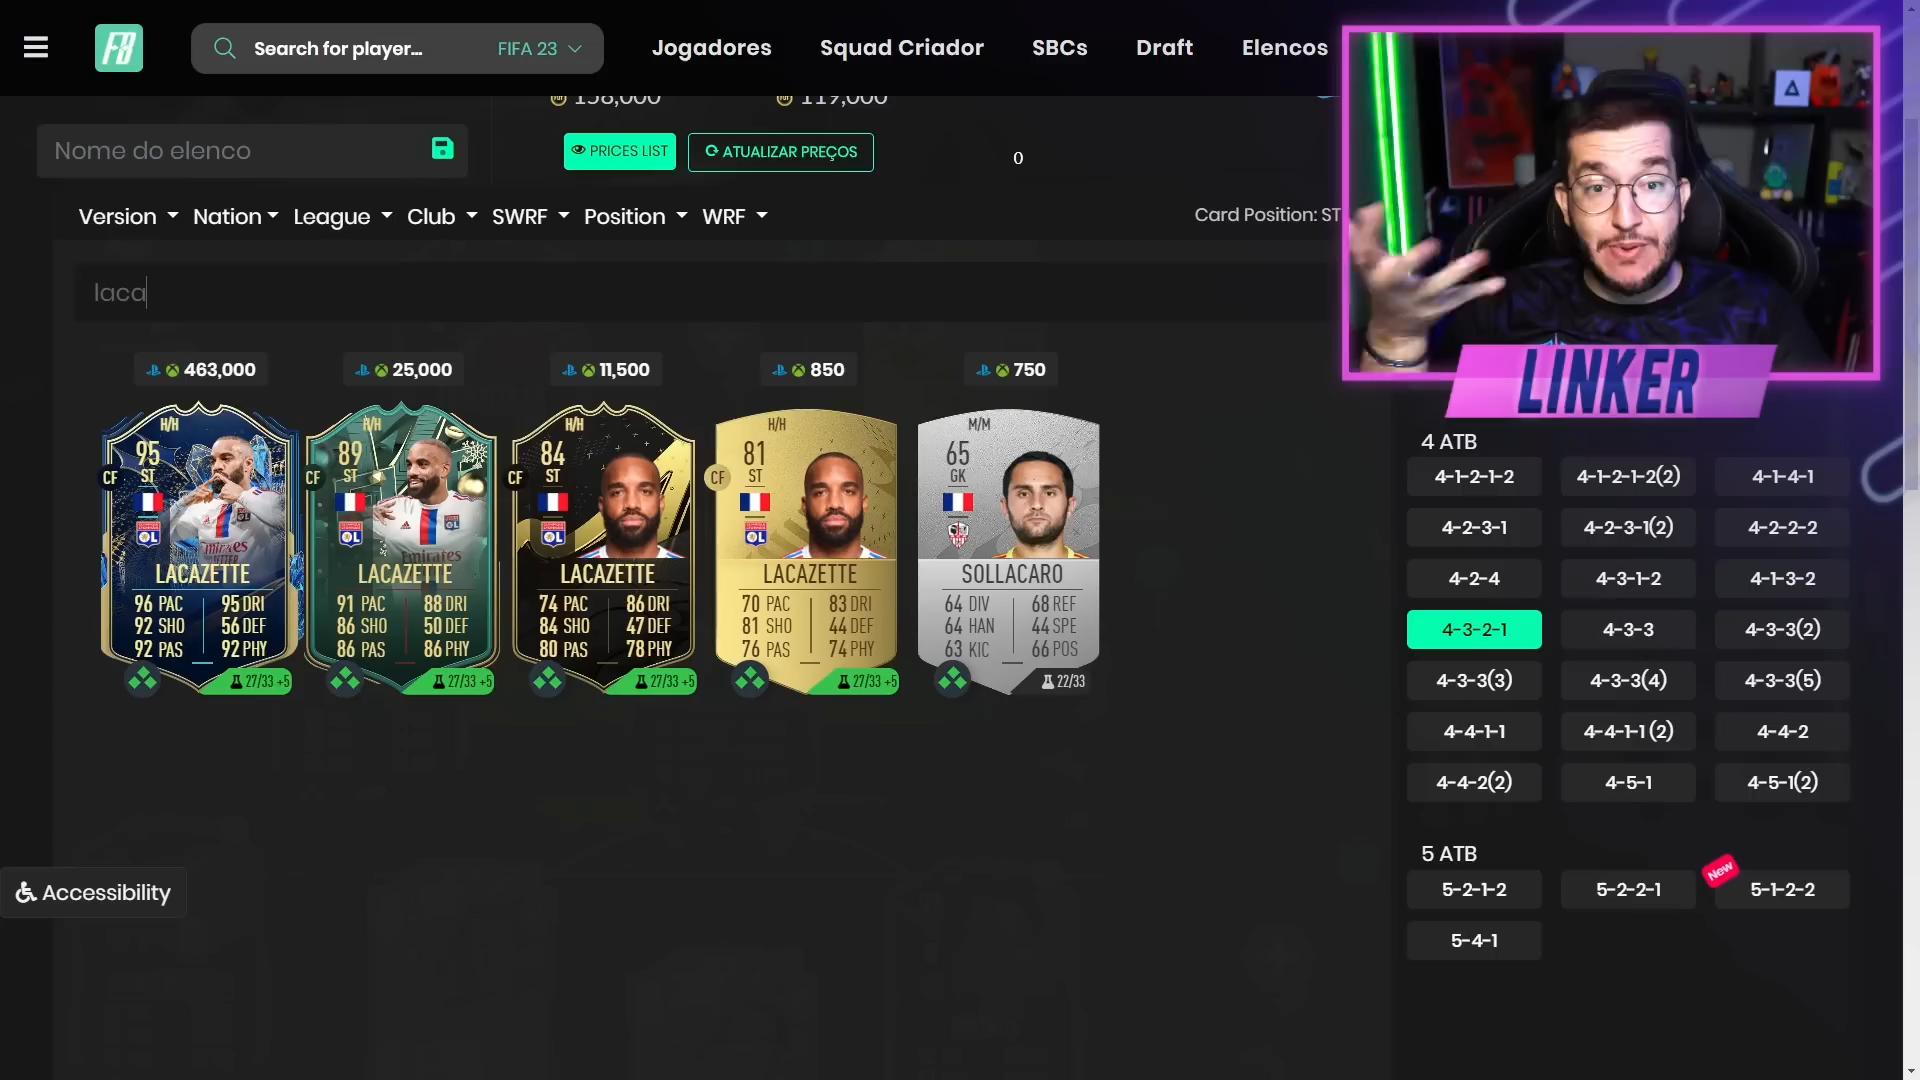 FB
Search for player...
FIFA 23
Jogadores
Squad Criador
SBCs
Draft
Elencos
158,000
119,000
Nome do elenco
PRICES LIST
ATUALIZAR PREÇOS
0
Version
Nation
League
Club
SWRF
Position
WRF
Card Position: ST
laca
LINKER
463,000
25,000
11,500
850
750
H/H
95
ST
CF
LACAZETTE
96 PAC
95 DRI
92 SHO
56 DEF
92 PAS
92 PHY
27/33 +5
H/H
89
ST
CF
Emirates
LACAZETTE
91 PAC
88 DRI
86 SHO
50 DEF
86 PAS
86 PHY
27/33 +5
H/H
84
ST
CF
LACAZETTE
74 PAC
86 DRI
84 SHO
47 DEF
80 PAS
78 PHY
27/33 +5
H/H
81
ST
CF
LACAZETTE
70 PAC
83 DRI
81 SHO
44 DEF
76 PAS
74 PHY
27/33 +5
M/M
65
GK
SOLLACARO
64 DIV
68 REF
64 HAN
44 SPE
63 KIC
66 POS
22/33
4 ATB
4-1-2-1-2
4-1-2-1-2(2)
4-1-4-1
4-2-3-1
4-2-3-1(2)
4-2-2-2
4-2-4
4-3-1-2
4-1-3-2
4-3-2-1
4-3-3
4-3-3(2)
4-3-3(3)
4-3-3(4)
4-3-3(5)
4-4-1-1
4-4-1-1 (2)
4-4-2
4-4-2(2)
4-5-1
4-5-1(2)
5 ATB
New
5-2-1-2
5-2-2-1
5-1-2-2
5-4-1
Accessibility